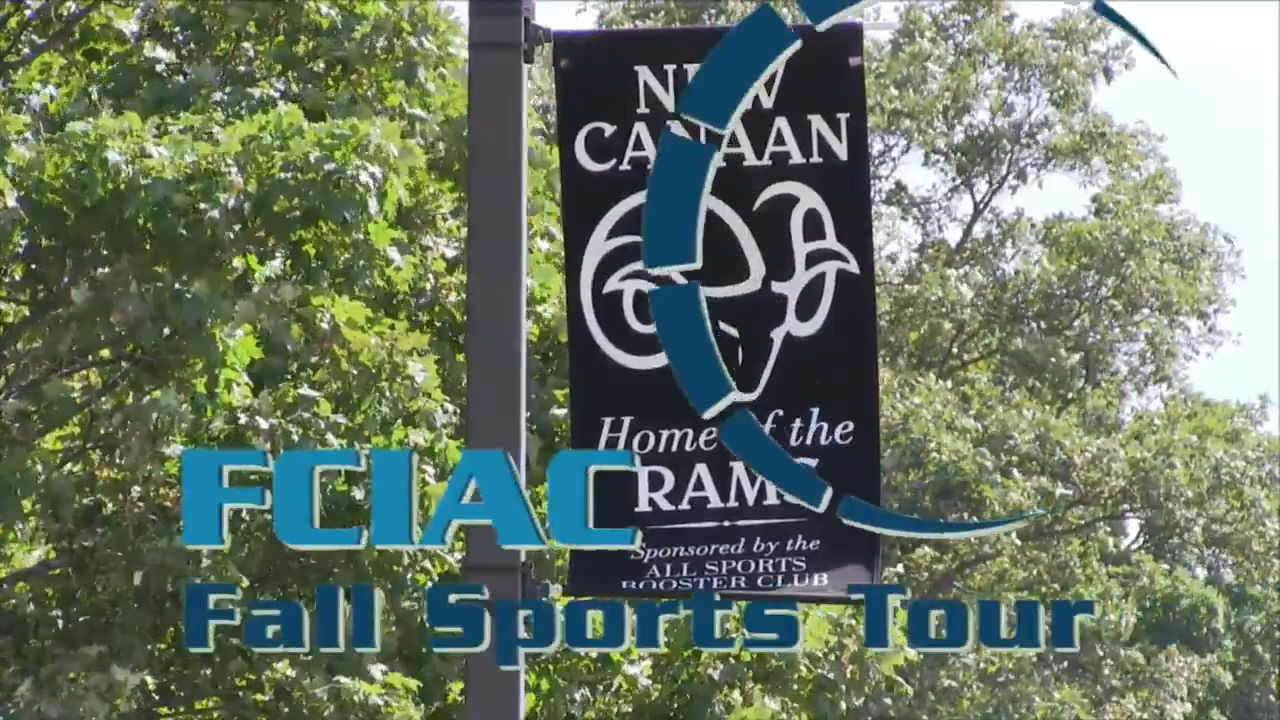 NEW
CANAAN
Home of the
RAMS
Sponsored by the
ALL SPORTS
BOOSTER CLUB
FCIAC
Fall Sports Tour